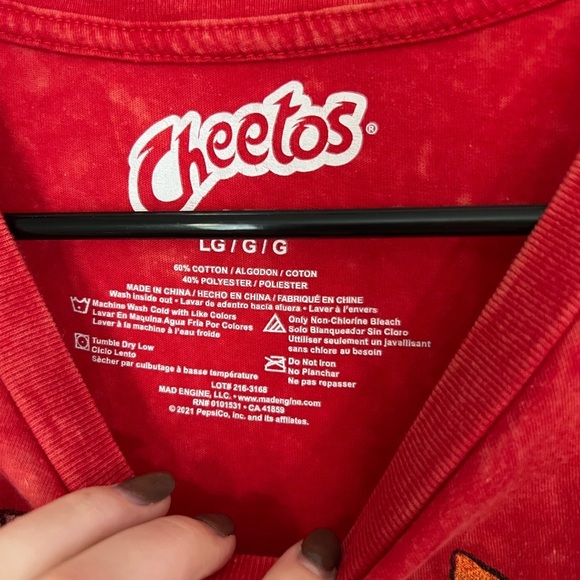 Cheetos®
LG / G / G
60% COTTON / ALGODON / COTON
40% POLYESTER / POLIESTER
MADE IN CHINA / HECHO EN CHINA / FABRIQUÉ EN CHINE
Wash inside out • Lavar de adentro hacia afuera • Laver à l'envers
Machine Wash Cold with Like Colors
Lavar En Maquina Agua Fria Por Colores
Laver à la machine à l'eau froide
Only Non-Chlorine Bleach
Solo Blanqueador Sin Cloro
Utiliser seulement un javallisant
sans chlore au besoin
Tumble Dry Low
Ciclo Lento
Sécher par culbutage à basse température
Do Not Iron
No Planchar
Ne pas repasser
LOT# 216-3168
MAD ENGINE, LLC. • www.madengine.com
RN# 0101531 • CA 41859
© 2021 PepsiCo, Inc. and its affiliates.